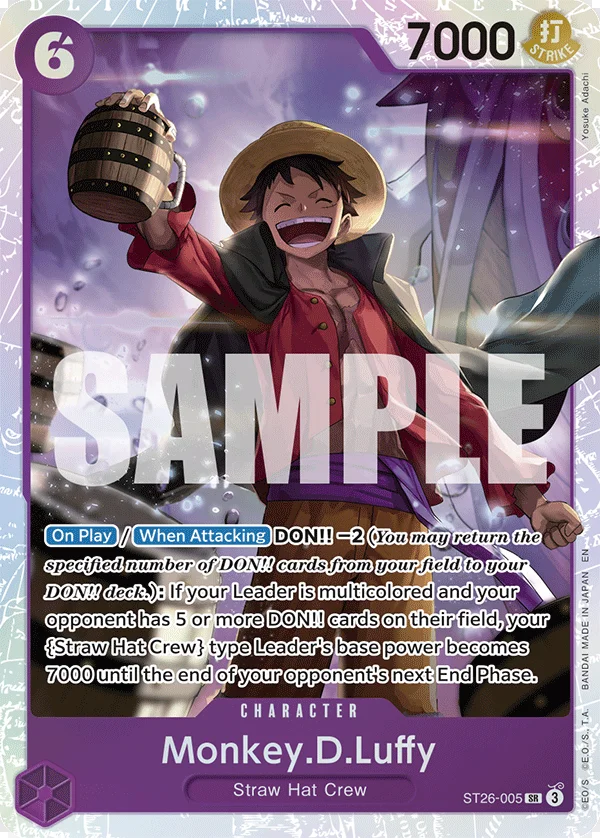 6
7000
打
STRIKE
Yosuke Adachi
SAMPLE
On Play / When Attacking DON!! −2 (You may return the
specified number of DON!! cards from your field to your
DON!! deck.): If your Leader is multicolored and your
opponent has 5 or more DON!! cards on their field, your
{Straw Hat Crew} type Leader's base power becomes
7000 until the end of your opponent's next End Phase.
CHARACTER
Monkey.D.Luffy
Straw Hat Crew
ST26-005 SR 3
©EO/S ©E.O./S, T.A. BANDAI MADE IN JAPAN EN